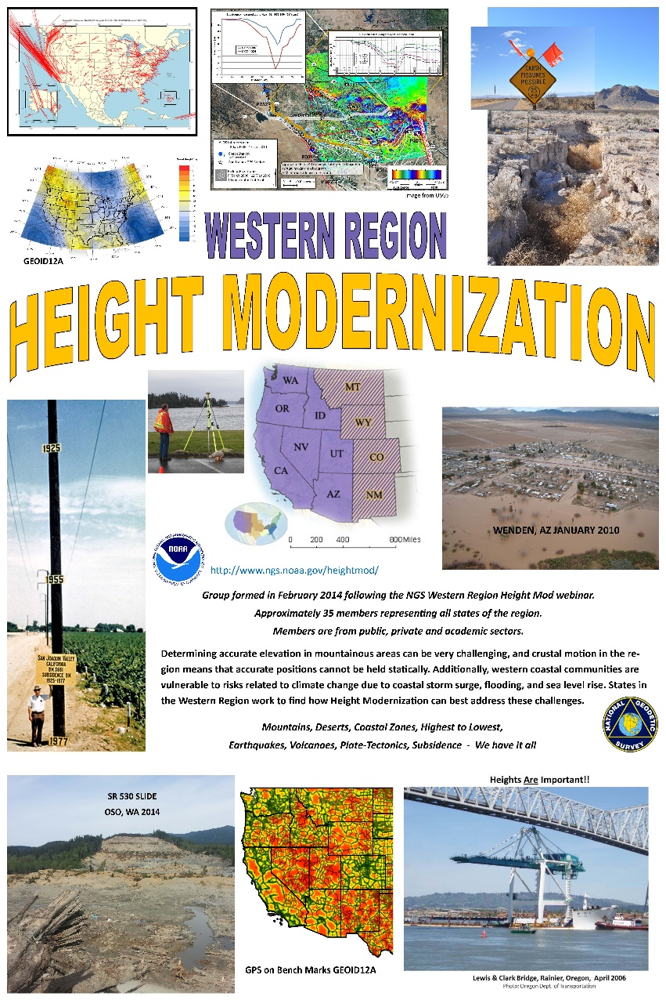 EARTH
FISSURES
POSSIBLE
image from USGS
GEOID12A
WESTERN REGION
HEIGHT MODERNIZATION
WA
MT
OR
ID
WY
NV
UT
CO
CA
AZ
NM
0 200 400 800Miles
1925
1955
SAN JOAQUIN VALLEY
CALIFORNIA
BM S661
SUBSIDENCE 9M
1925-1977
1977
WENDEN, AZ JANUARY 2010
NOAA
http://www.ngs.noaa.gov/heightmod/
Group formed in February 2014 following the NGS Western Region Height Mod webinar.
Approximately 35 members representing all states of the region.
Members are from public, private and academic sectors.
Determining accurate elevation in mountainous areas can be very challenging, and crustal motion in the re-
gion means that accurate positions cannot be held statically. Additionally, western coastal communities are
vulnerable to risks related to climate change due to coastal storm surge, flooding, and sea level rise. States in
the Western Region work to find how Height Modernization can best address these challenges.
NATIONAL GEODETIC
SURVEY
Mountains, Deserts, Coastal Zones, Highest to Lowest,
Earthquakes, Volcanoes, Plate-Tectonics, Subsidence - We have it all
SR 530 SLIDE
OSO, WA 2014
GPS on Bench Marks GEOID12A
Heights Are Important!!
Lewis & Clark Bridge, Rainier, Oregon, April 2006
Photo: Oregon Dept. of Transportation